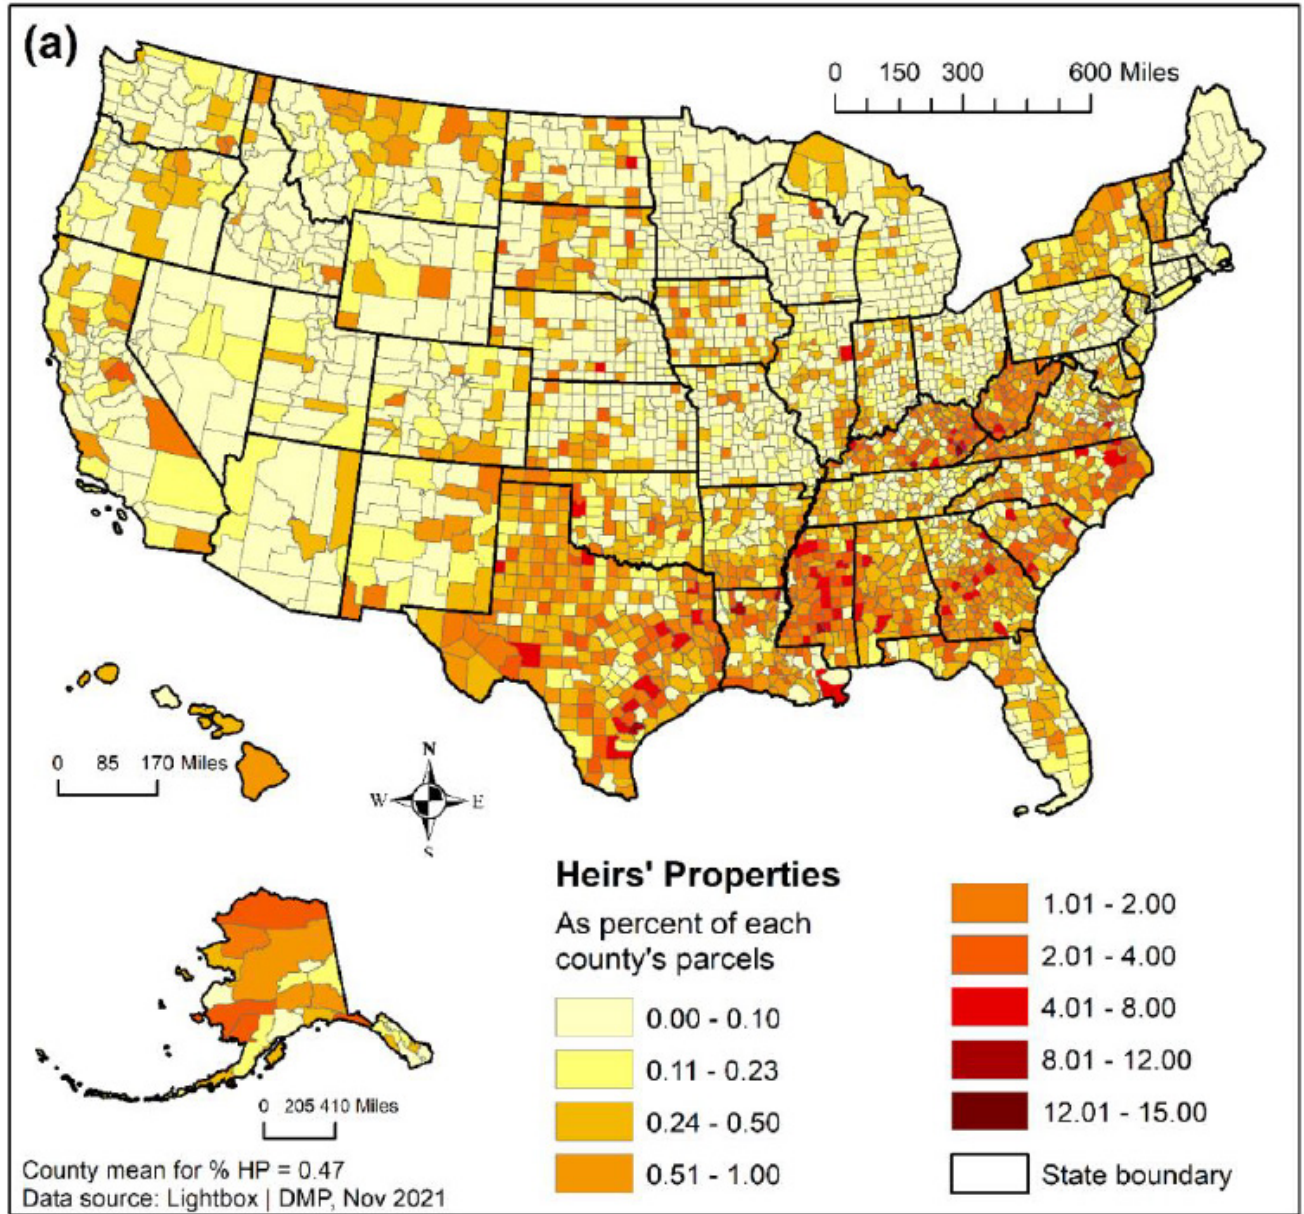 (a)
0 150 300 600 Miles
0 85 170 Miles
N
W E
S
0 205 410 Miles
County mean for % HP = 0.47
Data source: Lightbox | DMP, Nov 2021
Heirs' Properties
As percent of each
county's parcels
0.00 - 0.10
0.11 - 0.23
0.24 - 0.50
0.51 - 1.00
1.01 - 2.00
2.01 - 4.00
4.01 - 8.00
8.01 - 12.00
12.01 - 15.00
State boundary